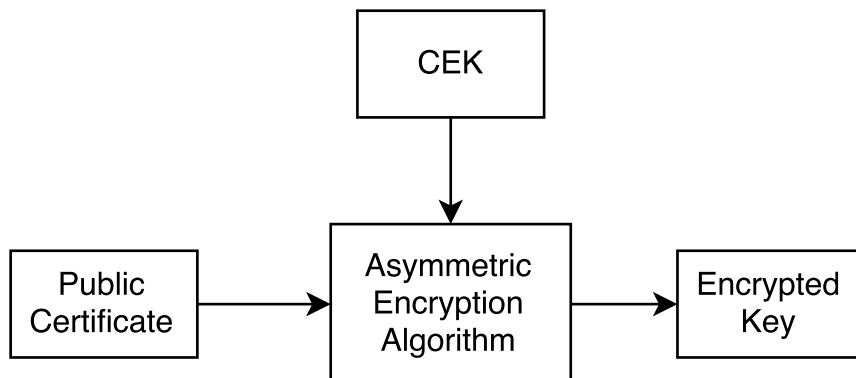 CEK
Public
Certificate
Asymmetric
Encryption
Algorithm
Encrypted
Key